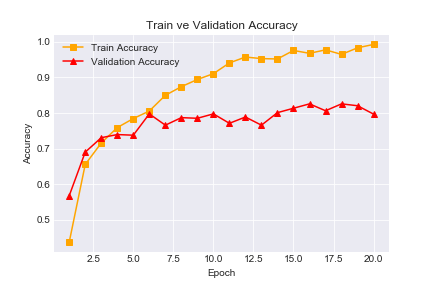 Train ve Validation Accuracy
Train Accuracy
Validation Accuracy
1.0
0.9
0.8
0.7
0.6
0.5
Accuracy
2.5 5.0 7.5 10.0 12.5 15.0 17.5 20.0
Epoch